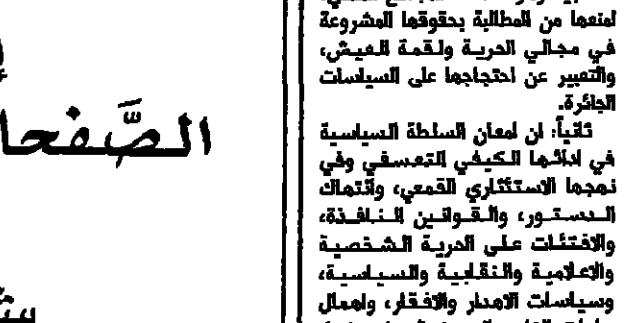 لمنعها من المطالبة بحقوقها المشروعة
في مجالي الحرية ولقمة العيش،
والتعبير عن احتجاجها على السياسات
الجائرة.
ثانياً: ان امعان السلطة السياسية
في ادائها الكيفي التعسفي وفي
نهجها الاستئثاري القمعي، وانتهاك
الدستور، والقوانين النافذة،
والافتئات على الحرية الشخصية
والاعلامية والنقابية والسياسية،
وسياسات الاهدار والافقار، واهمال
الصَّفحا